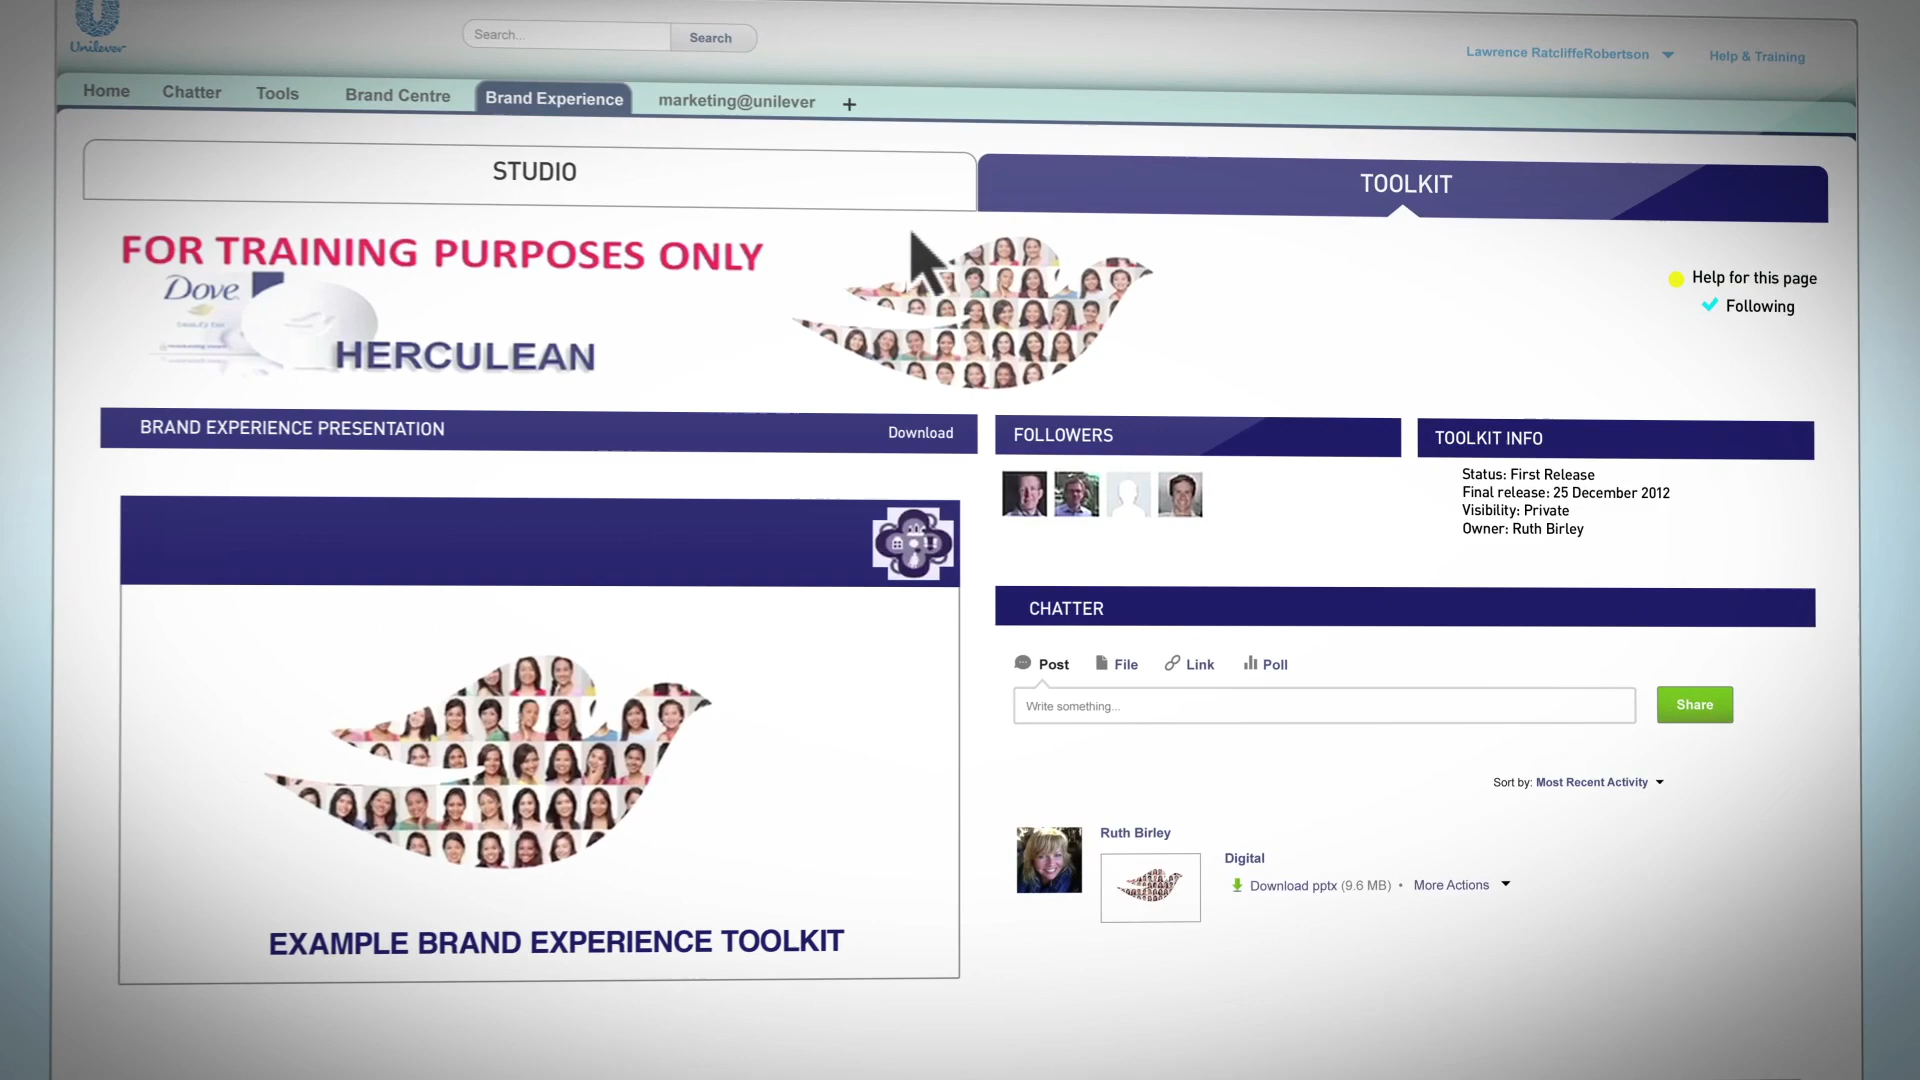 Unilever
Search...
Search
Lawrence RatcliffeRobertson
Help & Training
Home
Chatter
Tools
Brand Centre
Brand Experience
marketing@unilever
+
STUDIO
TOOLKIT
FOR TRAINING PURPOSES ONLY
Dove
HERCULEAN
Help for this page
Following
BRAND EXPERIENCE PRESENTATION
Download
FOLLOWERS
TOOLKIT INFO
Status: First Release
Final release: 25 December 2012
Visibility: Private
Owner: Ruth Birley
CHATTER
Post
File
Link
Poll
Write something...
Share
Sort by: Most Recent Activity
Ruth Birley
Digital
Download pptx (9.6 MB) • More Actions
EXAMPLE BRAND EXPERIENCE TOOLKIT